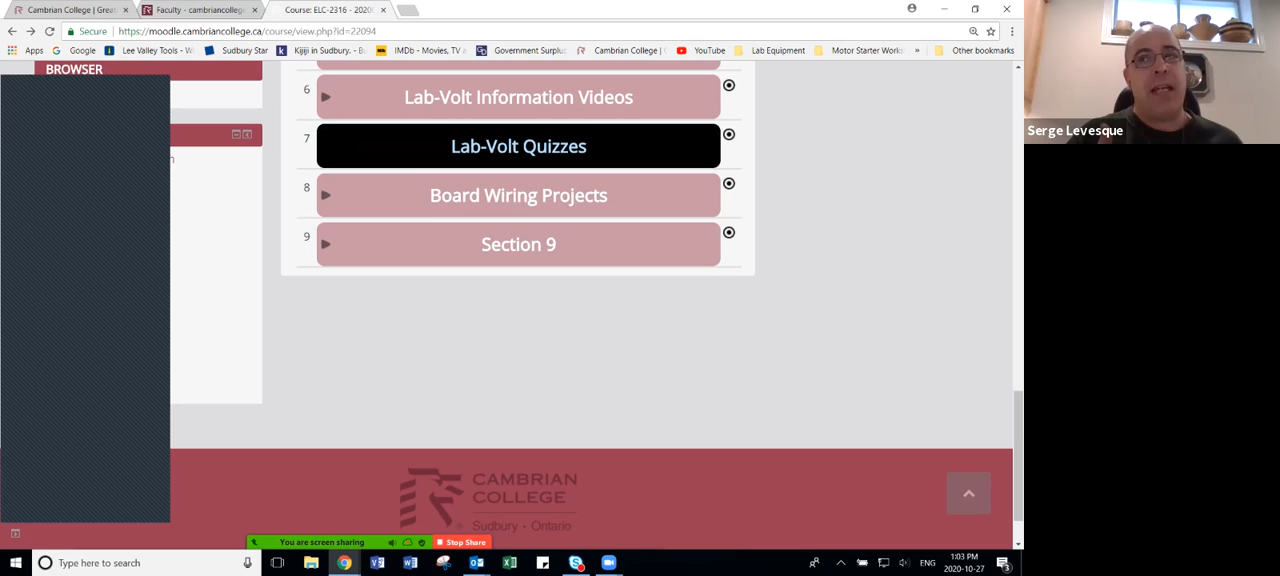 Cambrian College | Great
Faculty - cambriancollege
Course: ELC-2316 - 2020
Secure | https://moodle.cambriancollege.ca/course/view.php?id=22094
Apps Google Lee Valley Tools - Wi Sudbury Star Kijiji in Sudbury. - Bu IMDb - Movies, TV a Government Surplu Cambrian College | YouTube Lab Equipment Motor Starter Works » Other bookmarks
BROWSER
6 Lab-Volt Information Videos
7 Lab-Volt Quizzes
8 Board Wiring Projects
9 Section 9
Serge Levesque
CAMBRIAN
COLLEGE
Sudbury • Ontario
You are screen sharing Stop Share
Type here to search
ENG
1:03 PM
2020-10-27
3